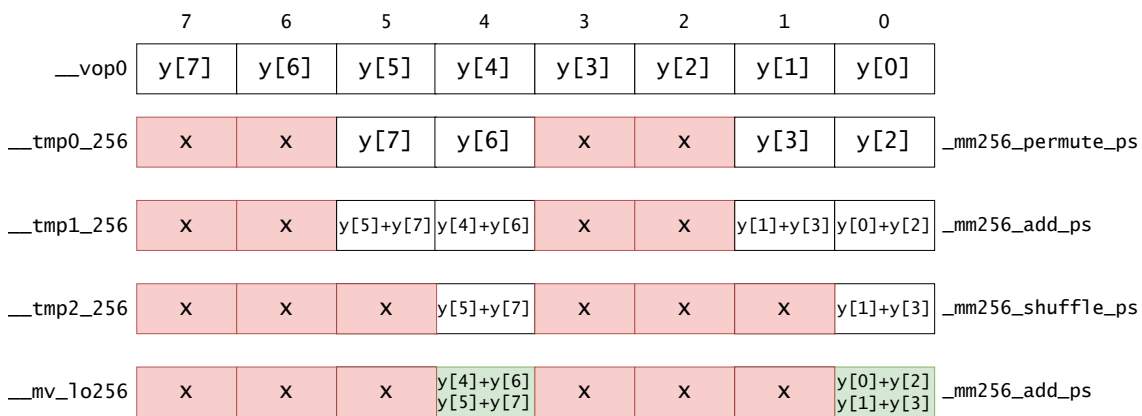 7 6 5 4 3 2 1 0
__vop0 y[7] y[6] y[5] y[4] y[3] y[2] y[1] y[0]
__tmp0_256 x x y[7] y[6] x x y[3] y[2] _mm256_permute_ps
__tmp1_256 x x y[5]+y[7] y[4]+y[6] x x y[1]+y[3] y[0]+y[2] _mm256_add_ps
__tmp2_256 x x x y[5]+y[7] x x x y[1]+y[3] _mm256_shuffle_ps
y[4]+y[6] y[0]+y[2]
__mv_lo256 x x x x x x _mm256_add_ps
y[5]+y[7] y[1]+y[3]